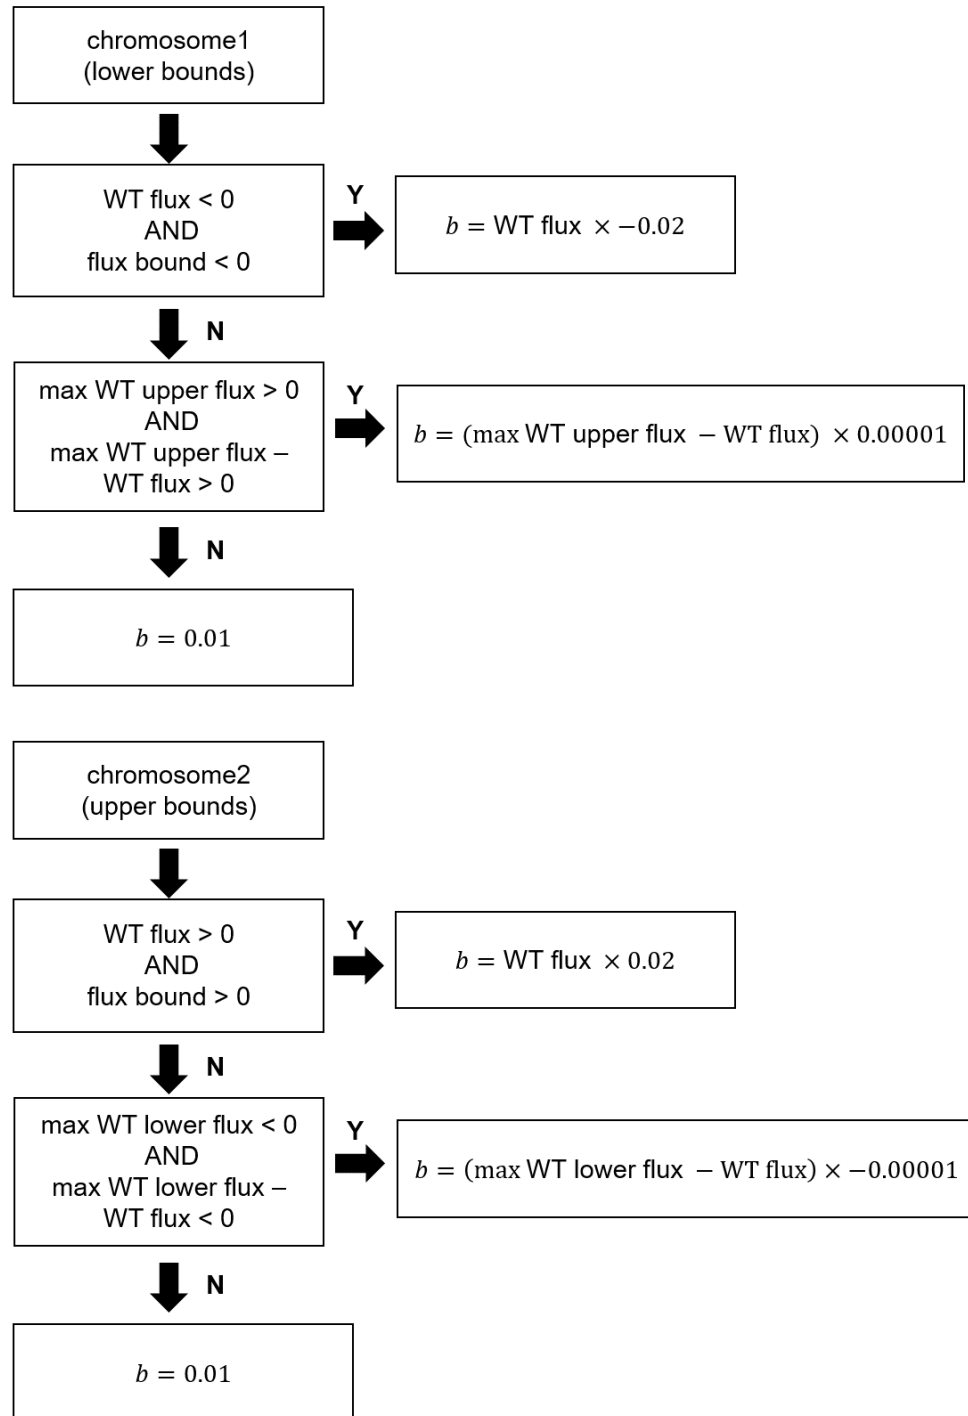 chromosome1
(lower bounds)
WT flux < 0
AND
flux bound < 0
Y
b = WT flux × −0.02
N
max WT upper flux > 0
AND
max WT upper flux –
WT flux > 0
Y
b = (max WT upper flux − WT flux) × 0.00001
N
b = 0.01
chromosome2
(upper bounds)
WT flux > 0
AND
flux bound > 0
Y
b = WT flux × 0.02
N
max WT lower flux < 0
AND
max WT lower flux –
WT flux < 0
Y
b = (max WT lower flux − WT flux) × −0.00001
N
b = 0.01